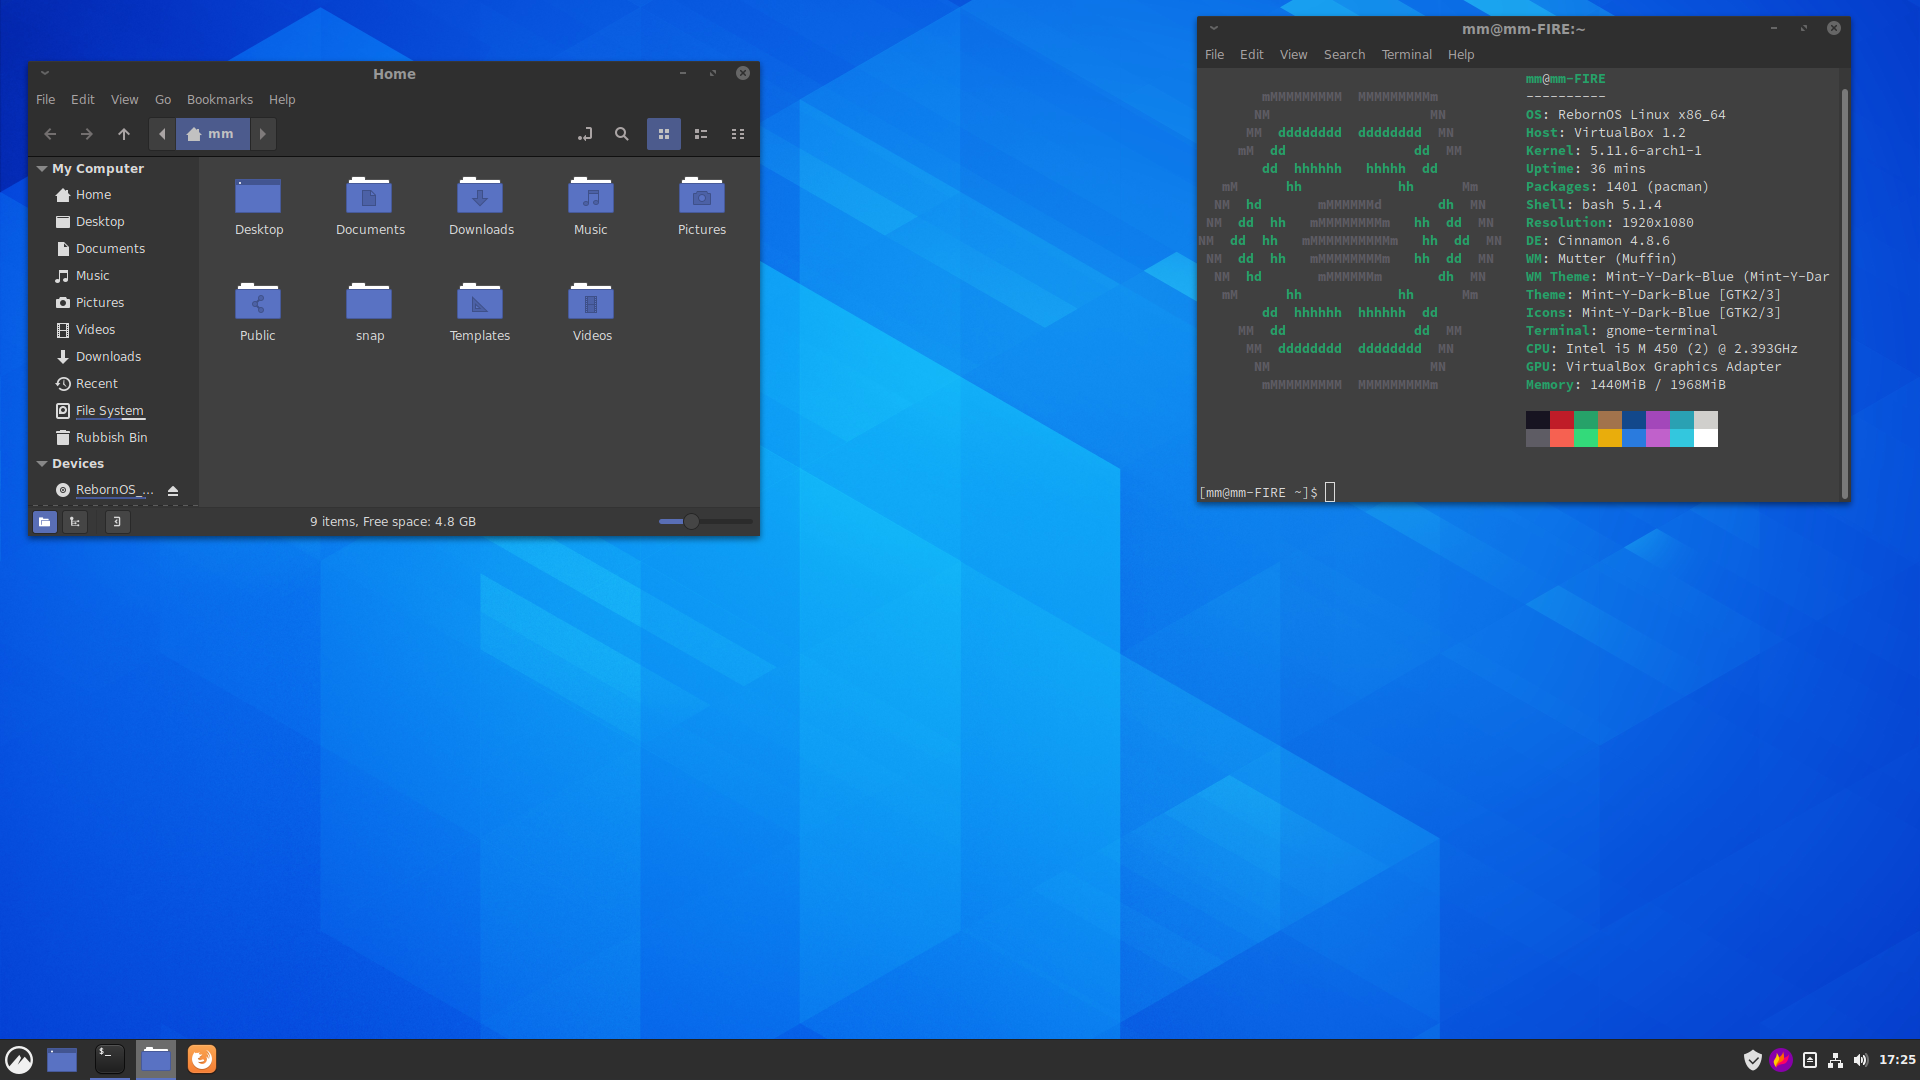 Home
File Edit View Go Bookmarks Help
mm
My Computer
Home
Desktop
Documents
Music
Pictures
Videos
Downloads
Recent
File System
Rubbish Bin
Devices
RebornOS_...
Desktop Documents Downloads Music Pictures
Public snap Templates Videos
9 items, Free space: 4.8 GB
mm@mm-FIRE:~
File Edit View Search Terminal Help
mm@mm-FIRE
mMMMMMMMMM MMMMMMMMMm ----------
NM MN OS: RebornOS Linux x86_64
MM dddddddd dddddddd MN Host: VirtualBox 1.2
mM dd dd MM Kernel: 5.11.6-arch1-1
dd hhhhhh hhhhh dd Uptime: 36 mins
mM hh hh Mm Packages: 1401 (pacman)
NM hd mMMMMMMd dh MN Shell: bash 5.1.4
NM dd hh mMMMMMMMMm hh dd MN Resolution: 1920x1080
NM dd hh mMMMMMMMMMMm hh dd MN DE: Cinnamon 4.8.6
NM dd hh mMMMMMMMMm hh dd MN WM: Mutter (Muffin)
NM hd mMMMMMMm dh MN WM Theme: Mint-Y-Dark-Blue (Mint-Y-Dar
mM hh hh Mm Theme: Mint-Y-Dark-Blue [GTK2/3]
dd hhhhhh hhhhhh dd Icons: Mint-Y-Dark-Blue [GTK2/3]
MM dd dd MM Terminal: gnome-terminal
MM dddddddd dddddddd MN CPU: Intel i5 M 450 (2) @ 2.393GHz
NM MN GPU: VirtualBox Graphics Adapter
mMMMMMMMMM MMMMMMMMMm Memory: 1440MiB / 1968MiB
[mm@mm-FIRE ~]$
$_
17:25